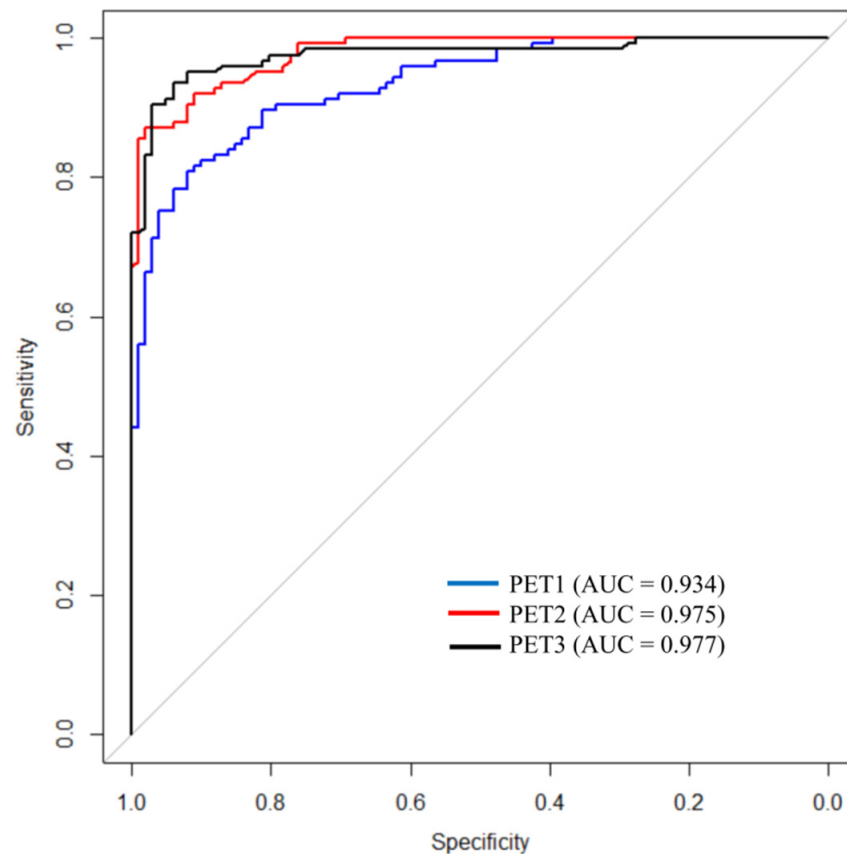 1.0
0.8
0.6
0.4
0.2
0.0
Sensitivity
PET1 (AUC = 0.934)
PET2 (AUC = 0.975)
PET3 (AUC = 0.977)
1.0 0.8 0.6 0.4 0.2 0.0
Specificity